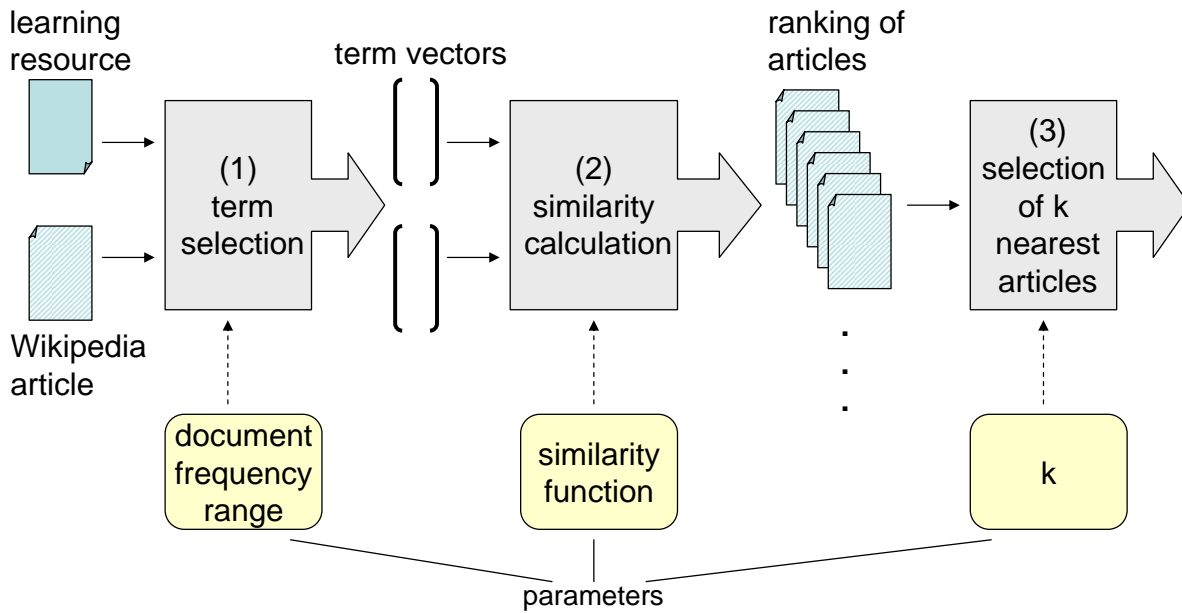 learning
resource
term vectors
ranking of
articles
(1)
term
selection
(2)
similarity
calculation
(3)
selection
of k
nearest
articles
Wikipedia
article
.
.
.
document
frequency
range
similarity
function
k
parameters